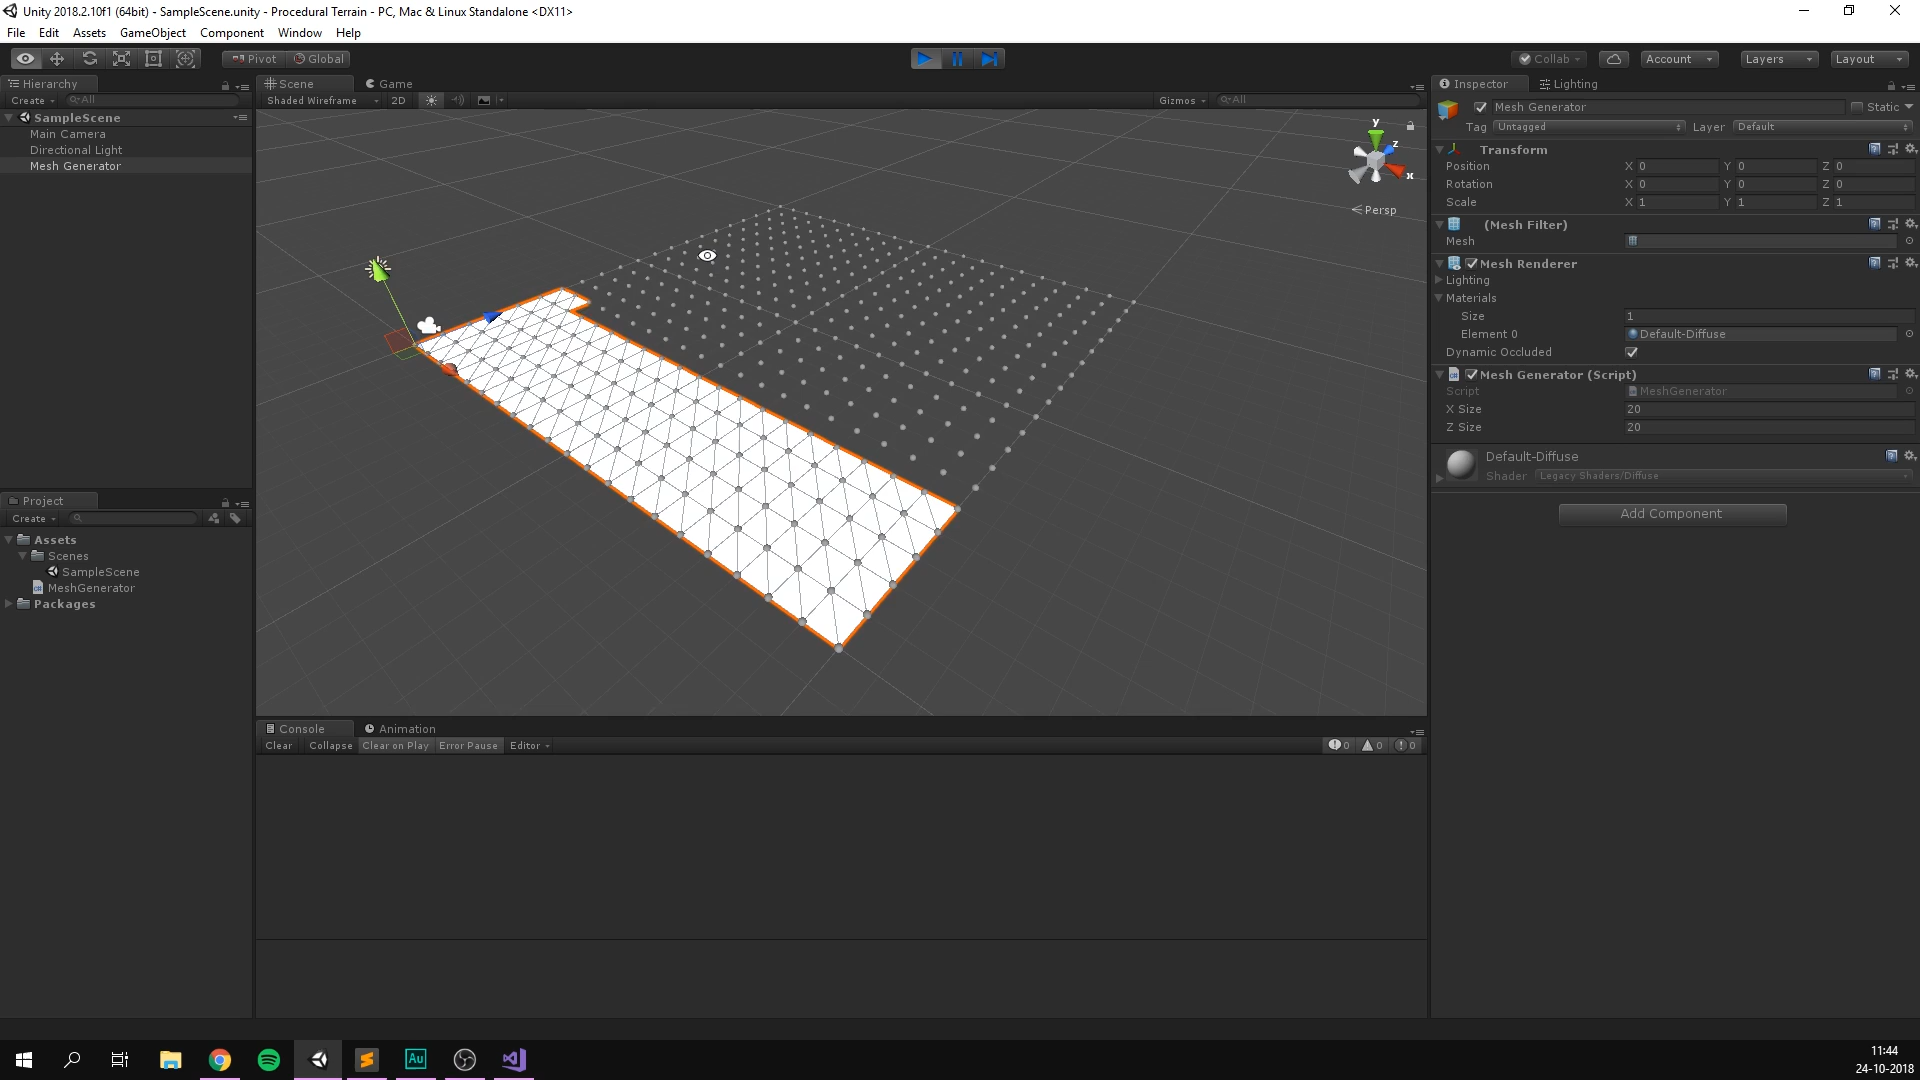 Unity 2018.2.10f1 (64bit) - SampleScene.unity - Procedural Terrain - PC, Mac & Linux Standalone <DX11>
File Edit Assets GameObject Component Window Help
Pivot Global Collab Account Layers Layout
Hierarchy
Create All
SampleScene
Main Camera
Directional Light
Mesh Generator
Project
Create
Assets
Scenes
SampleScene
MeshGenerator
Packages
Scene Game
Shaded Wireframe 2D Gizmos All
y
z
x
Persp
Console Animation
Clear Collapse Clear on Play Error Pause Editor 0 0 0
Inspector Lighting
Mesh Generator Static
Tag Untagged Layer Default
Transform
Position X 0 Y 0 Z 0
Rotation X 0 Y 0 Z 0
Scale X 1 Y 1 Z 1
(Mesh Filter)
Mesh
Mesh Renderer
Lighting
Materials
Size 1
Element 0 Default-Diffuse
Dynamic Occluded
Mesh Generator (Script)
Script MeshGenerator
X Size 20
Z Size 20
Default-Diffuse
Shader Legacy Shaders/Diffuse
Add Component
Au
11:44
24-10-2018